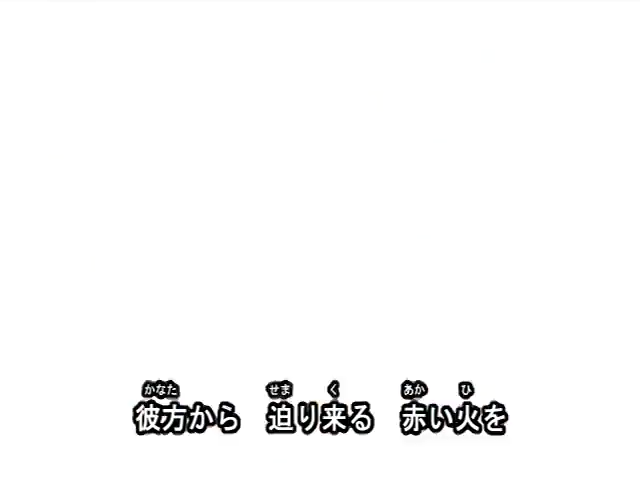 かなた せま く あか ひ
彼方から 迫り来る 赤い火を